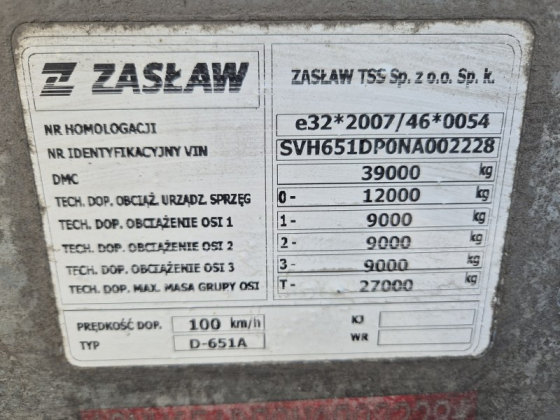 ZASŁAW ZASŁAW TSS Sp. z o.o. Sp. k.
NR HOMOLOGACJI e32*2007/46*0054
NR IDENTYFIKACYJNY VIN SVH651DP0NA002228
DMC 39000 kg
TECH. DOP. OBCIĄŻ. URZĄDZ. SPRZĘG 0- 12000 kg
TECH. DOP. OBCIĄŻENIE OSI 1 1- 9000 kg
TECH. DOP. OBCIĄŻENIE OSI 2 2- 9000 kg
TECH. DOP. OBCIĄŻENIE OSI 3 3- 9000 kg
TECH. DOP. MAX. MASA GRUPY OSI T- 27000 kg
PRĘDKOŚĆ DOP. 100 km/h KJ
TYP D-651A WR